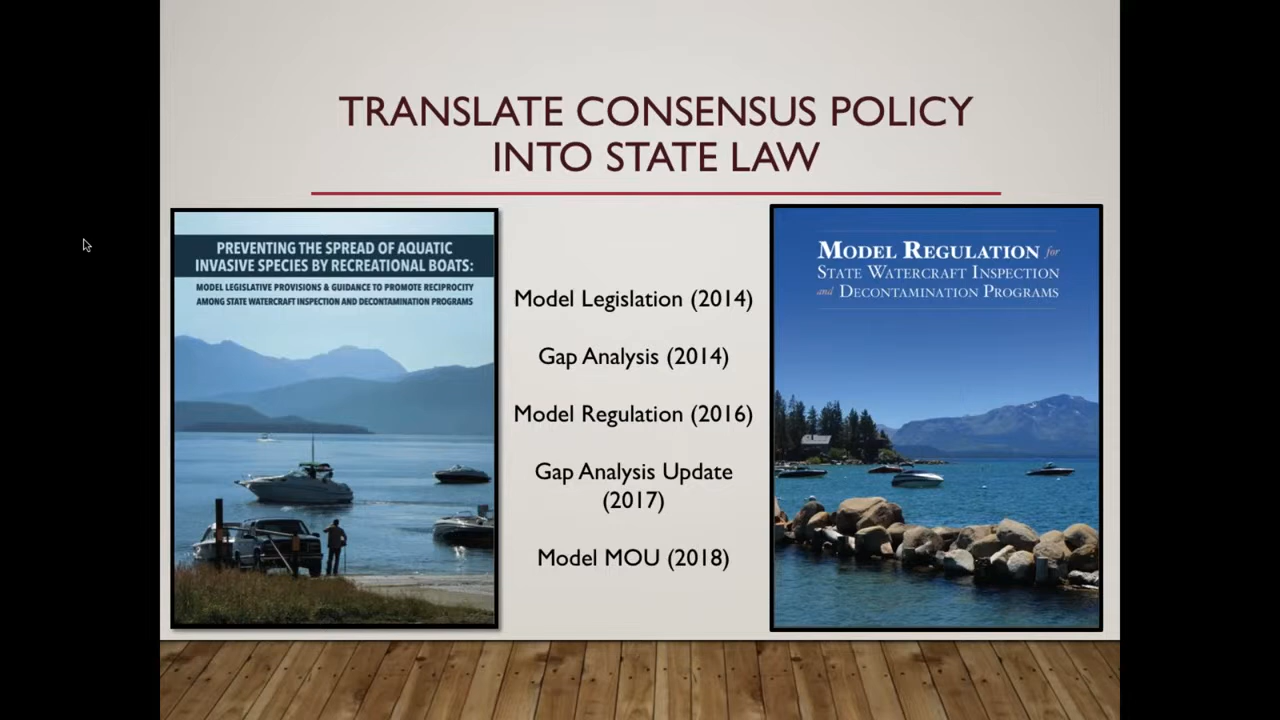 TRANSLATE CONSENSUS POLICY
INTO STATE LAW
PREVENTING THE SPREAD OF AQUATIC
INVASIVE SPECIES BY RECREATIONAL BOATS:
MODEL LEGISLATIVE PROVISIONS & GUIDANCE TO PROMOTE RECIPROCITY
AMONG STATE WATERCRAFT INSPECTION AND DECONTAMINATION PROGRAMS
Model Legislation (2014)
Gap Analysis (2014)
Model Regulation (2016)
Gap Analysis Update
(2017)
Model MOU (2018)
MODEL REGULATION for
STATE WATERCRAFT INSPECTION
and DECONTAMINATION PROGRAMS